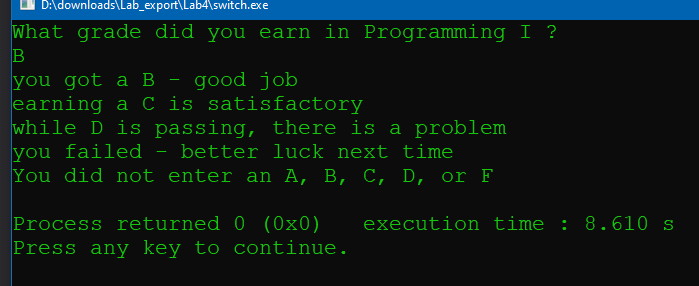 D:\downloads\Lab_export\Lab4\switch.exe
What grade did you earn in Programming I ?
B
you got a B - good job
earning a C is satisfactory
while D is passing, there is a problem
you failed - better luck next time
You did not enter an A, B, C, D, or F
Process returned 0 (0x0)   execution time : 8.610 s
Press any key to continue.